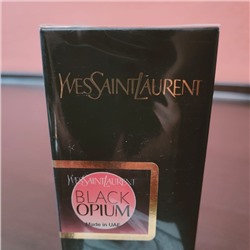 YVESSAINTLAURENT
YVESSAINTLAURENT
BLACK
OPIUM
Made in UAE